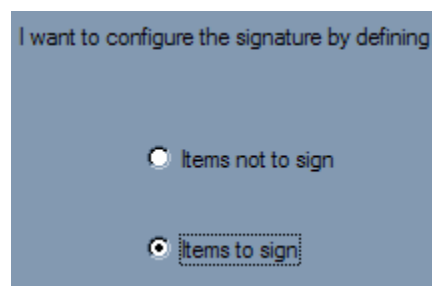 I want to configure the signature by defining
Items not to sign
Items to sign